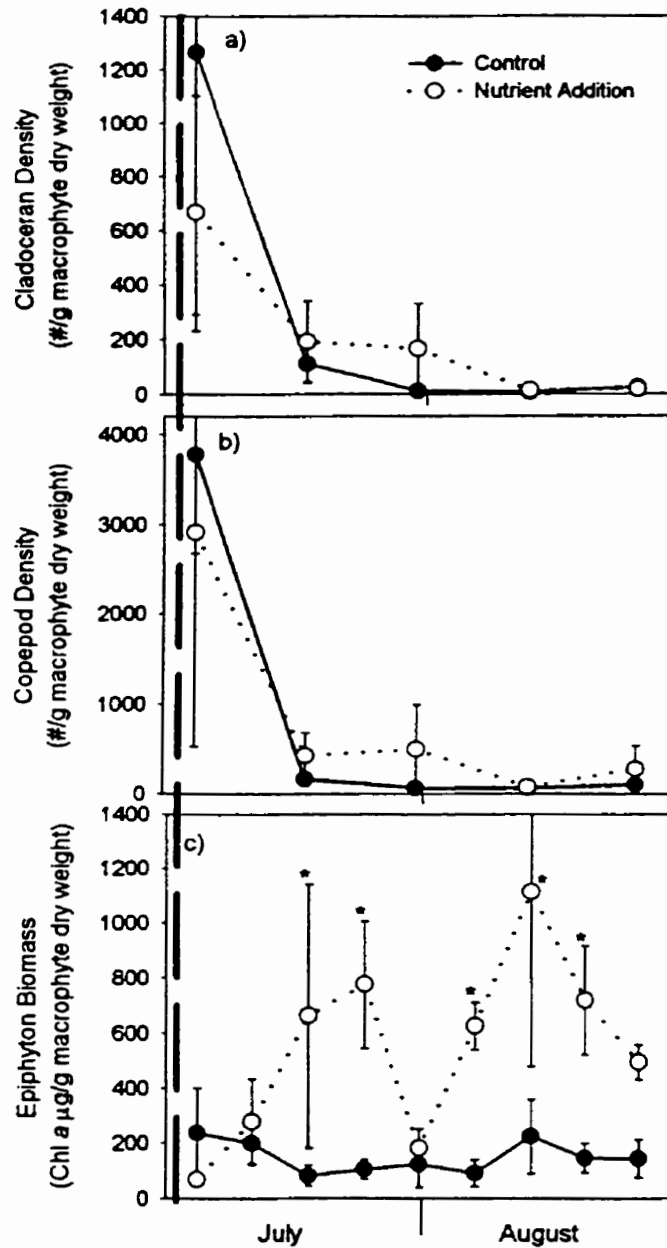 a)
Control
Nutrient Addition
Cladoceran Density
(#/g macrophyte dry weight)
1400
1200
1000
800
600
400
200
0
b)
Copepod Density
(#/g macrophyte dry weight)
4000
3000
2000
1000
0
c)
Epiphyton Biomass
(Chl a µg/g macrophyte dry weight)
1400
1200
1000
800
600
400
200
0
* * * * *
July August